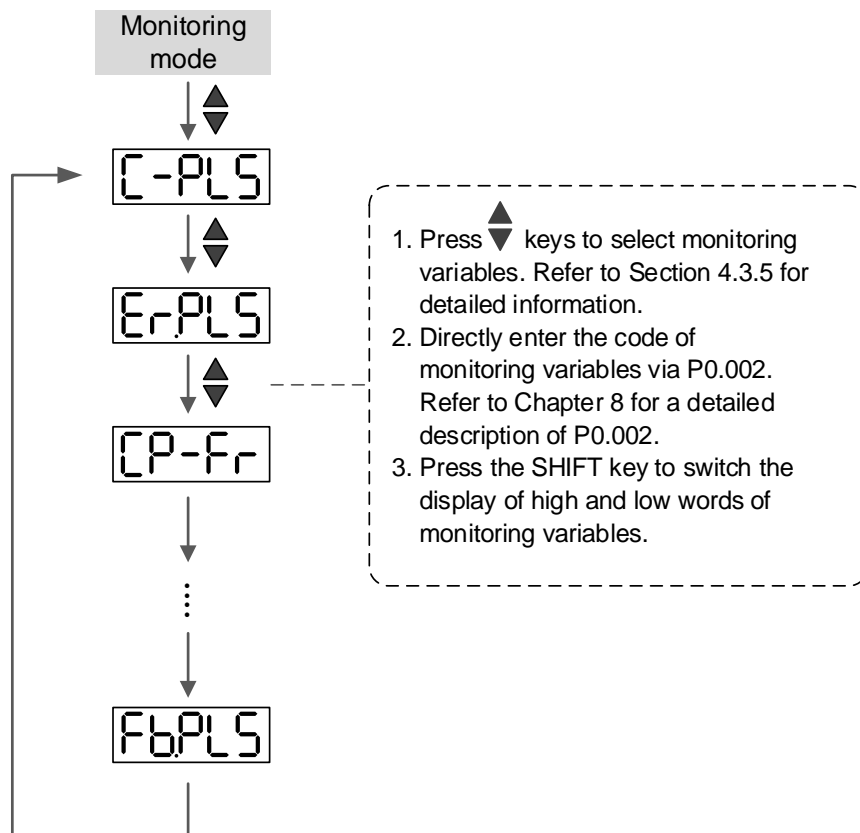 Monitoring
mode
C-PLS
Er.PLS
CP-Fr
Fb.PLS
1. Press ▲▼ keys to select monitoring
variables. Refer to Section 4.3.5 for
detailed information.
2. Directly enter the code of
monitoring variables via P0.002.
Refer to Chapter 8 for a detailed
description of P0.002.
3. Press the SHIFT key to switch the
display of high and low words of
monitoring variables.